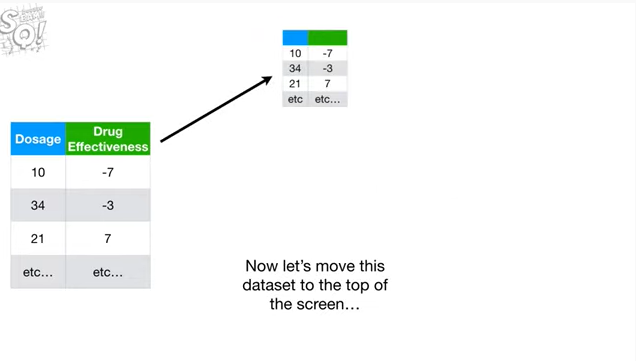 10 -7
34 -3
21 7
etc etc...
Dosage Drug Effectiveness
10 -7
34 -3
21 7
etc... etc...
Now let's move this
dataset to the top of
the screen...